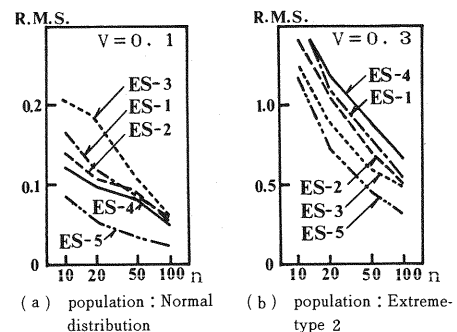 R.M.S.
V=0.1
ES-3
ES-1
ES-2
ES-4
ES-5
0.2
0.1
0
10 20 50 100 n
(a) population : Normal
distribution
R.M.S.
V=0.3
ES-4
ES-1
ES-2
ES-3
ES-5
1.0
0.5
0
10 20 50 100 n
(b) population : Extreme-
type 2